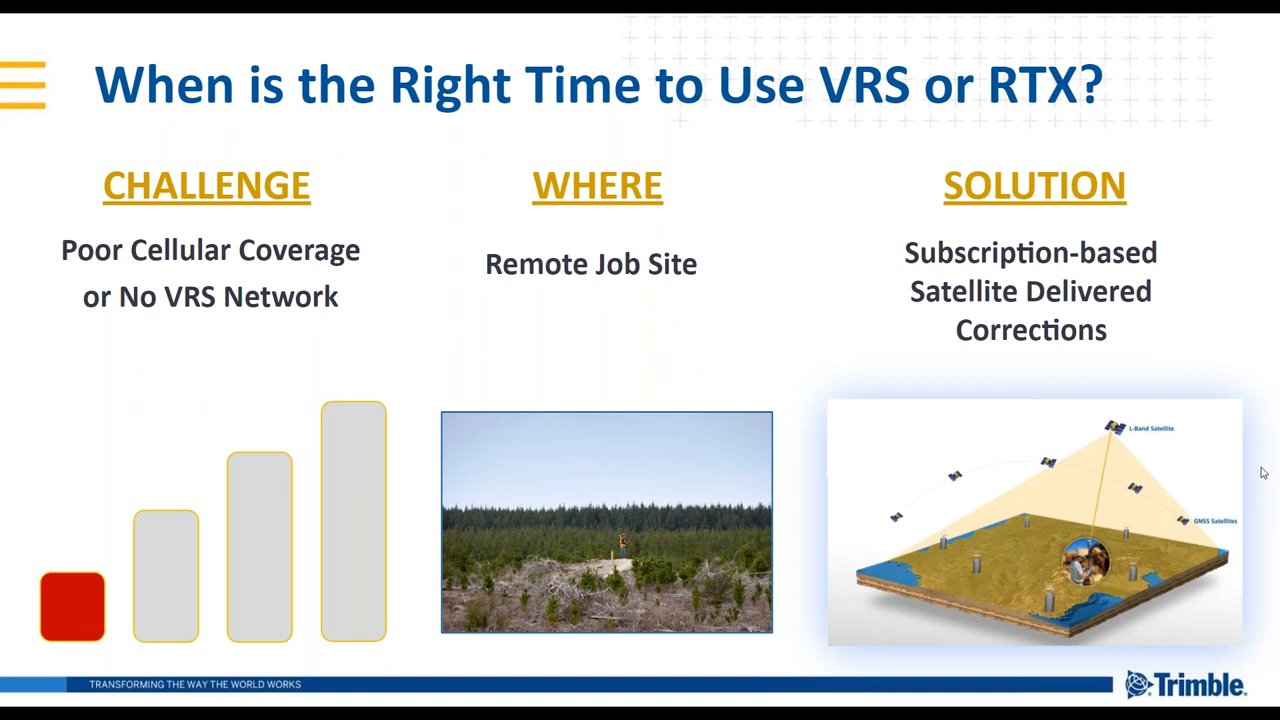 When is the Right Time to Use VRS or RTX?
CHALLENGE
Poor Cellular Coverage
or No VRS Network
WHERE
Remote Job Site
SOLUTION
Subscription-based
Satellite Delivered
Corrections
L-Band Satellite
GNSS Satellites
TRANSFORMING THE WAY THE WORLD WORKS
Trimble